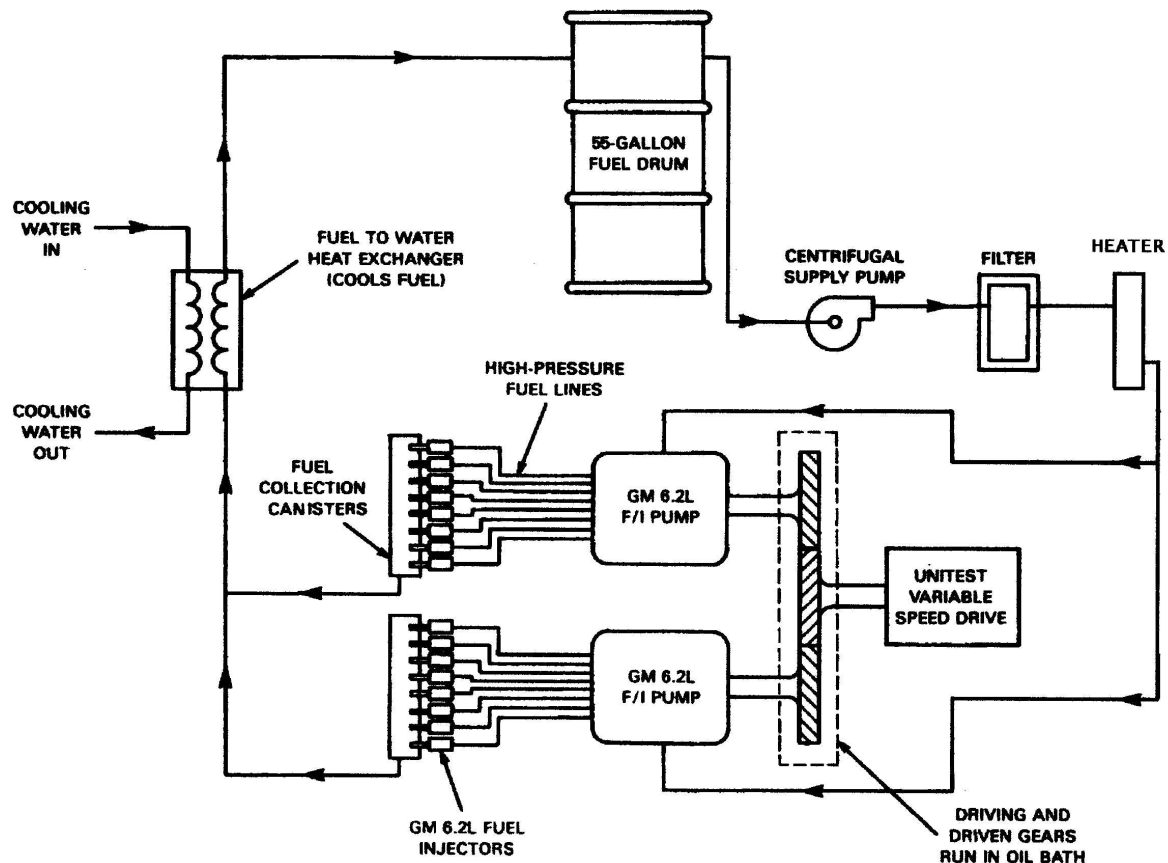 55-GALLON
FUEL DRUM
COOLING
WATER
IN
FUEL TO WATER
HEAT EXCHANGER
(COOLS FUEL)
CENTRIFUGAL
SUPPLY PUMP
FILTER
HEATER
COOLING
WATER
OUT
HIGH-PRESSURE
FUEL LINES
FUEL
COLLECTION
CANISTERS
GM 6.2L
F/I PUMP
UNITEST
VARIABLE
SPEED DRIVE
GM 6.2L
F/I PUMP
GM 6.2L FUEL
INJECTORS
DRIVING AND
DRIVEN GEARS
RUN IN OIL BATH